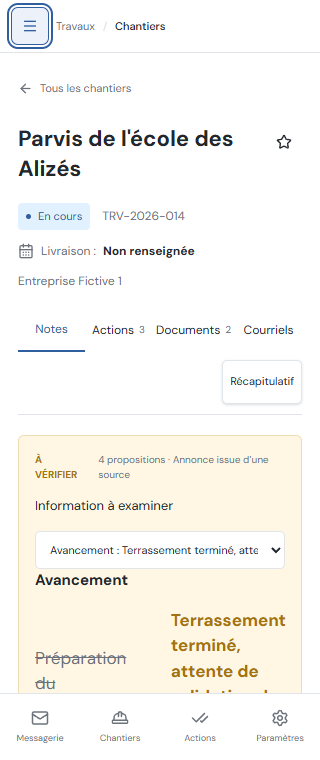 Travaux / Chantiers
Tous les chantiers
Parvis de l'école des
Alizés
En cours TRV-2026-014
Livraison : Non renseignée
Entreprise Fictive 1
Notes Actions 3 Documents 2 Courriels
Récapitulatif
À VÉRIFIER 4 propositions · Annonce issue d'une source
Information à examiner
Avancement : Terrassement terminé, atte
Avancement
Préparation
du
Terrassement
terminé,
attente de
Messagerie Chantiers Actions Paramètres